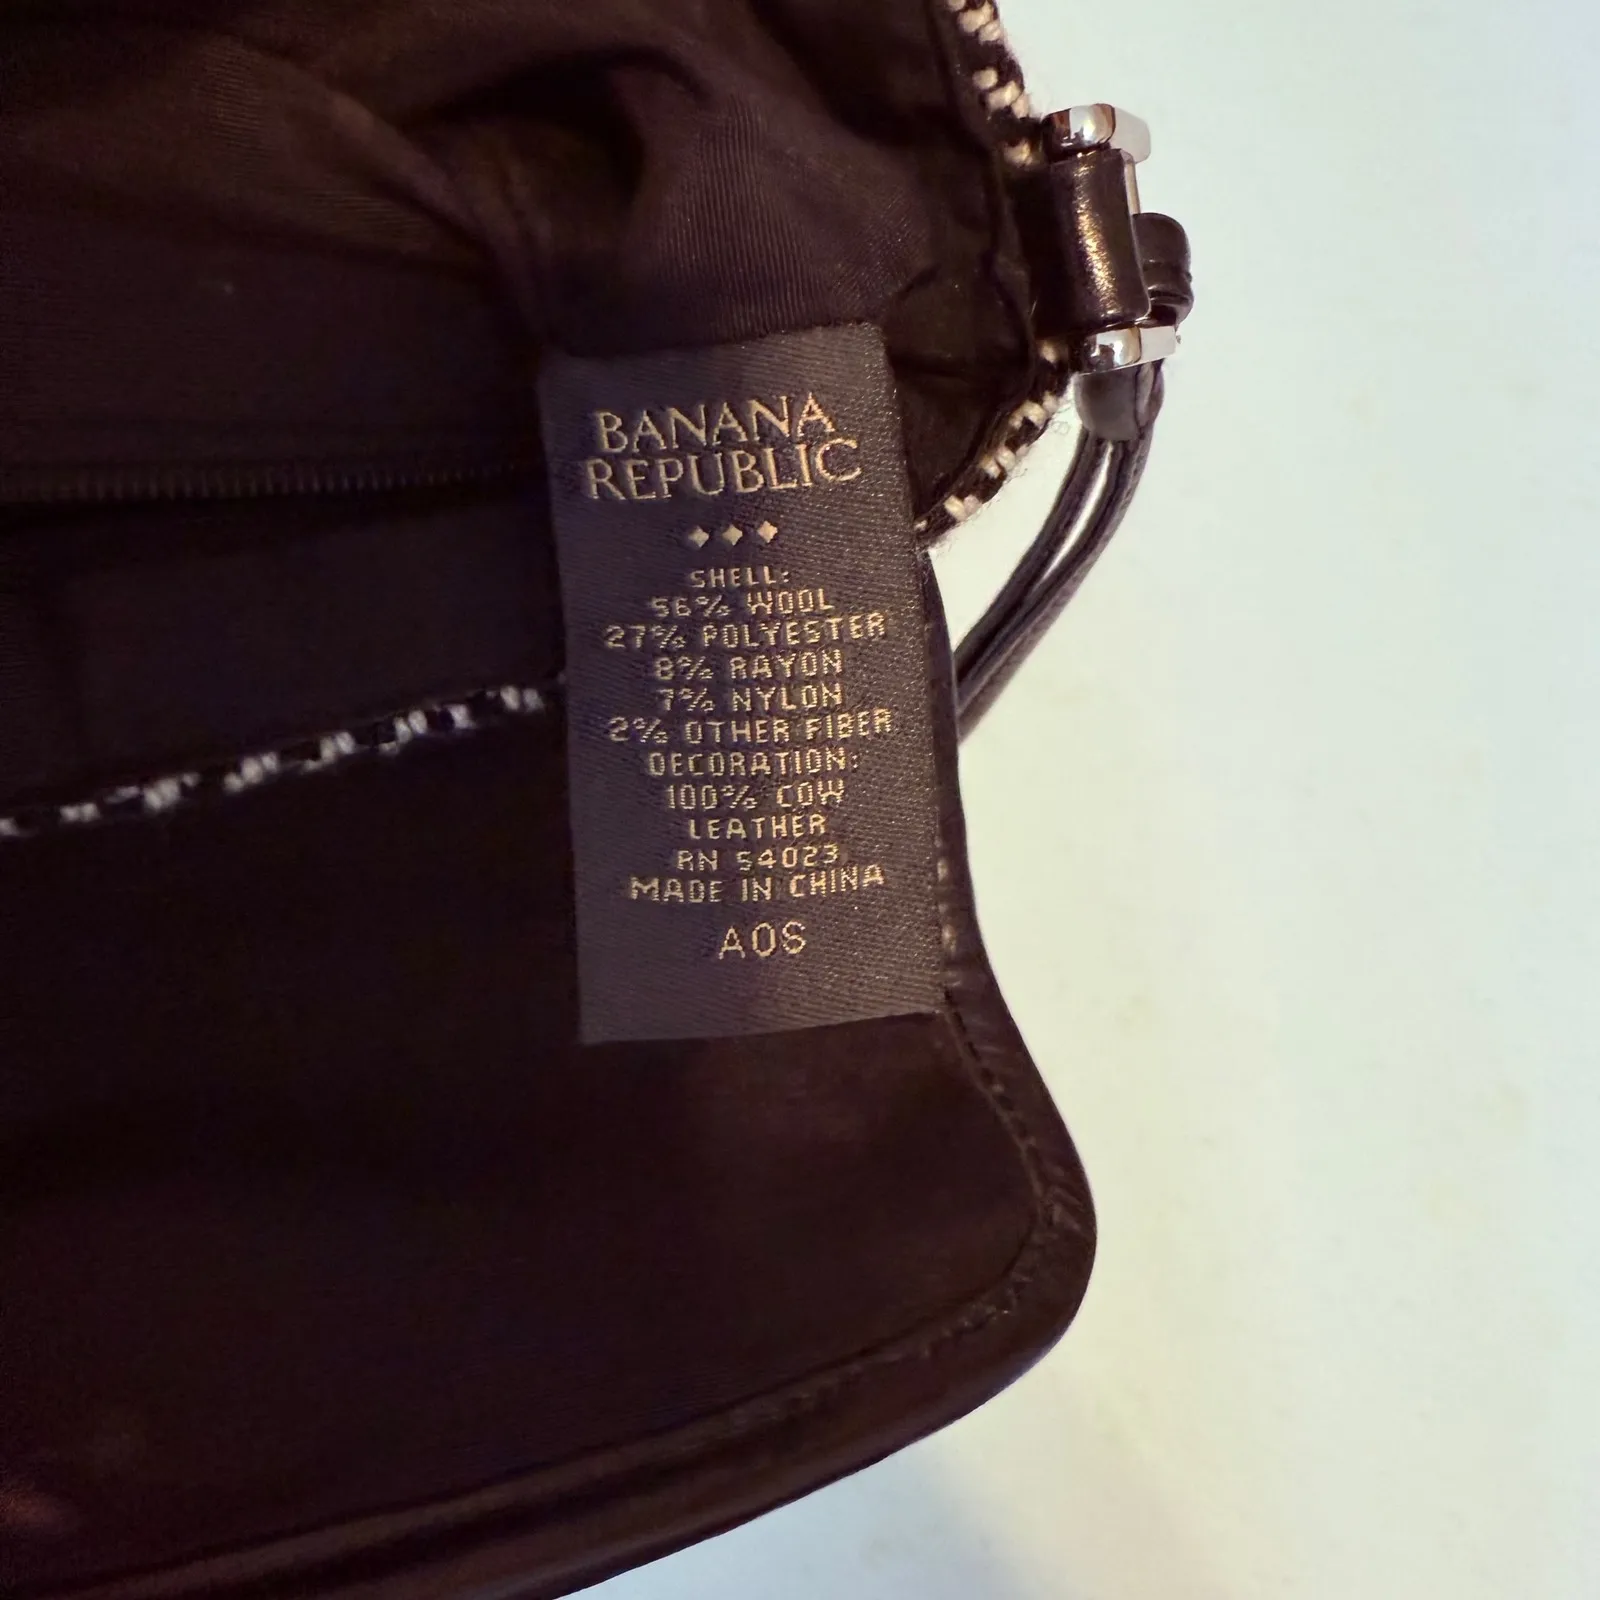 BANANA
REPUBLIC
SHELL:
56% WOOL
27% POLYESTER
8% RAYON
7% NYLON
2% OTHER FIBER
DECORATION:
100% COW
LEATHER
RN 54023
MADE IN CHINA
A08